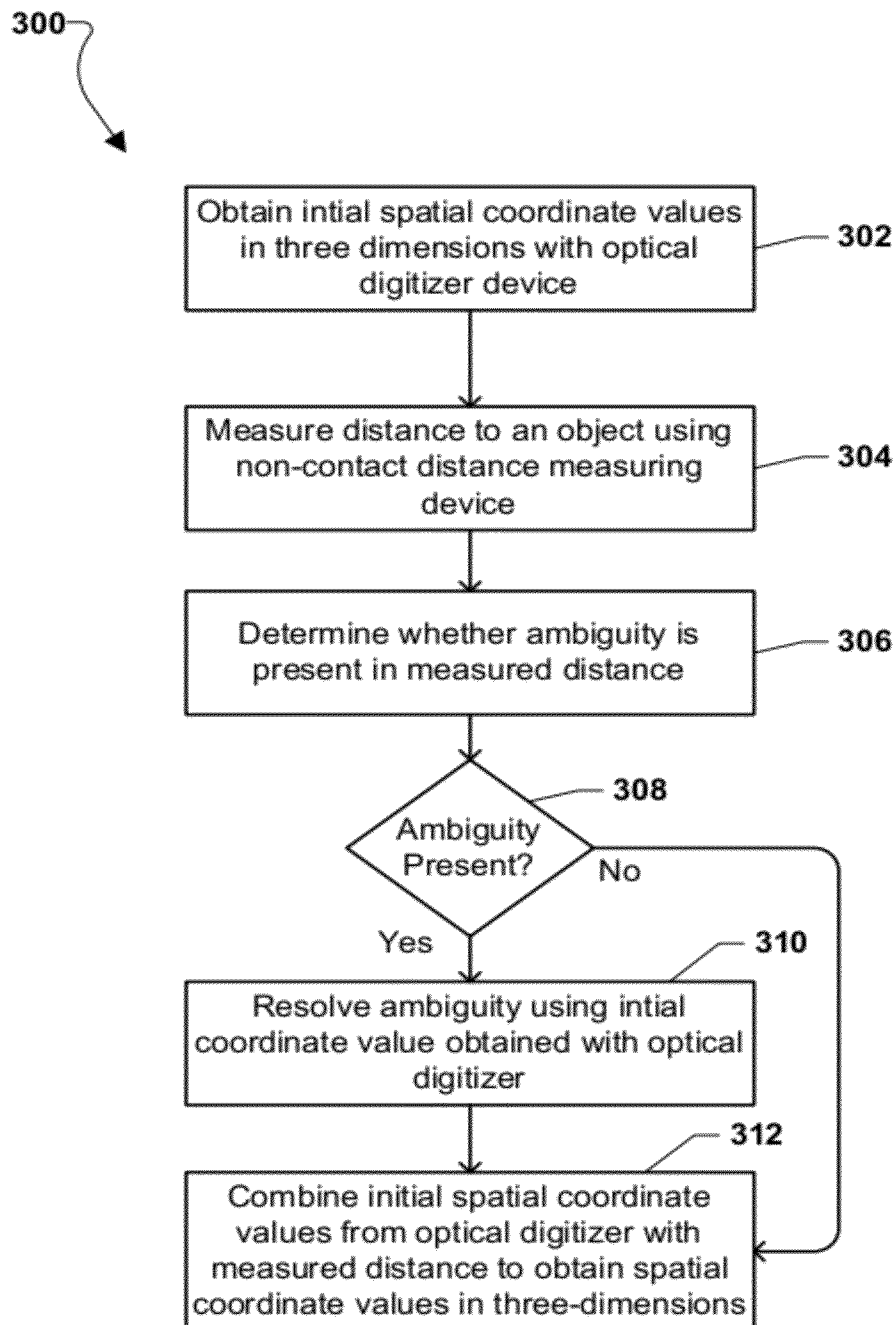 300
Obtain intial spatial coordinate values
in three dimensions with optical
digitizer device
302
Measure distance to an object using
non-contact distance measuring
device
304
Determine whether ambiguity is
present in measured distance
306
308
Ambiguity
Present?
No
Yes
310
Resolve ambiguity using intial
coordinate value obtained with optical
digitizer
312
Combine initial spatial coordinate
values from optical digitizer with
measured distance to obtain spatial
coordinate values in three-dimensions